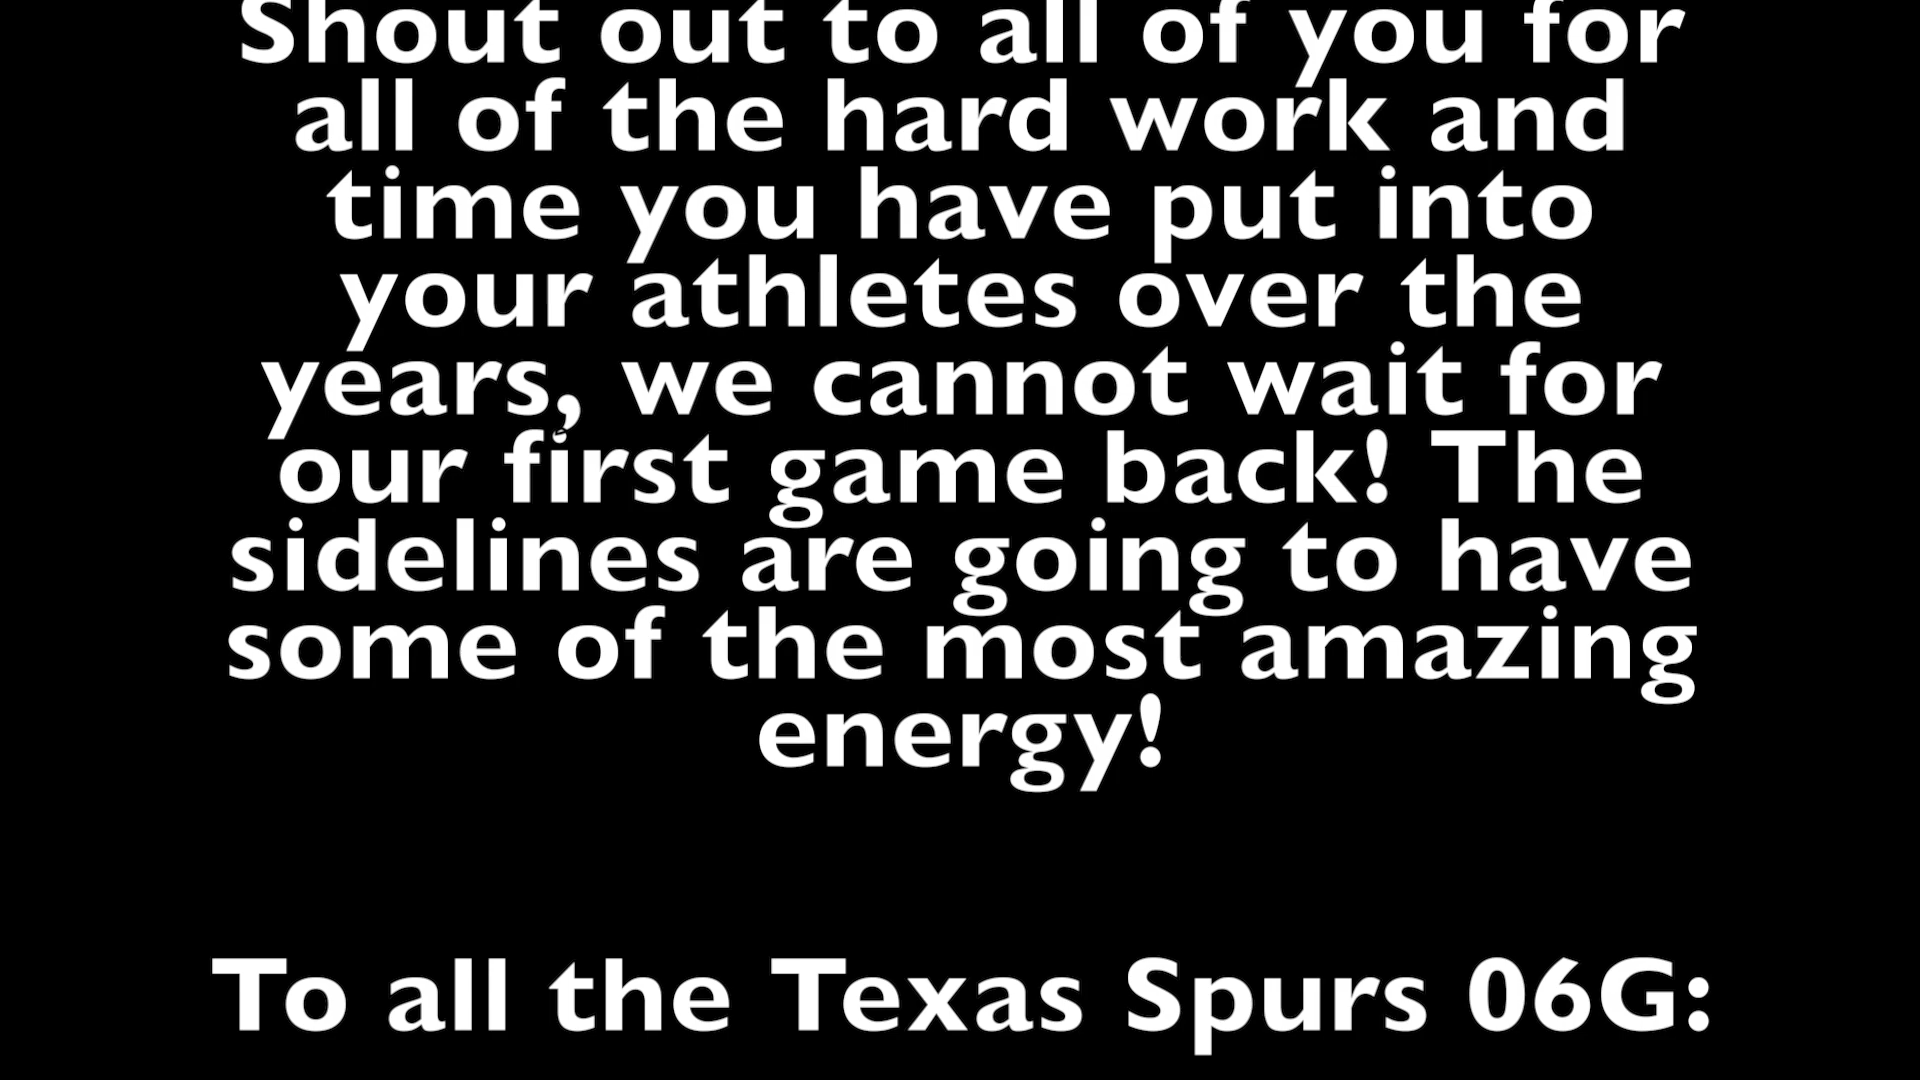 Shout out to all of you for
all of the hard work and
time you have put into
your athletes over the
years, we cannot wait for
our first game back! The
sidelines are going to have
some of the most amazing
energy!
To all the Texas Spurs 06G: